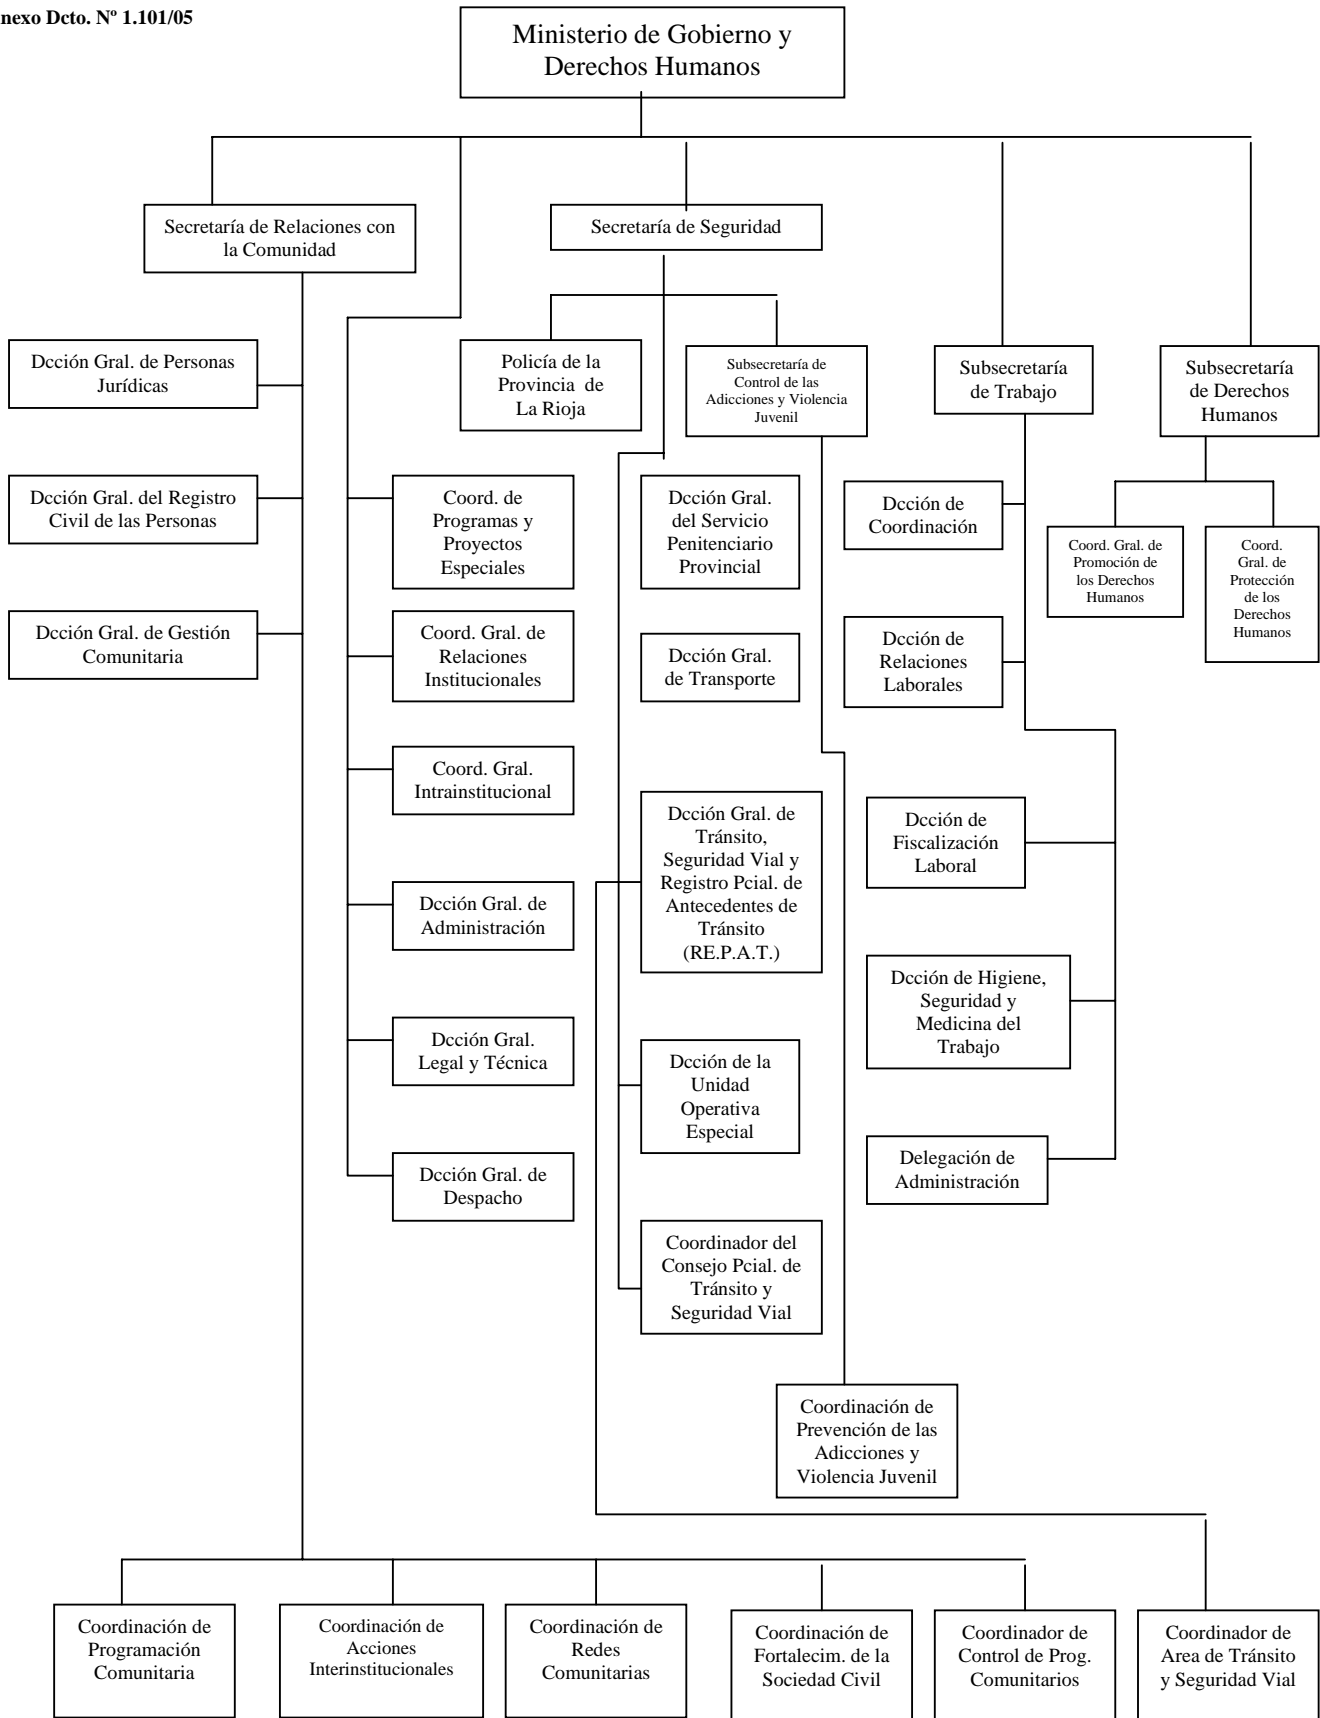 nexo Dcto. Nº 1.101/05
Ministerio de Gobierno y
Derechos Humanos
Secretaría de Relaciones con
la Comunidad
Secretaría de Seguridad
Dcción Gral. de Personas
Jurídicas
Policía de la
Provincia de
La Rioja
Subsecretaría de
Control de las
Adicciones y Violencia
Juvenil
Subsecretaría
de Trabajo
Subsecretaría
de Derechos
Humanos
Dcción Gral. del Registro
Civil de las Personas
Coord. de
Programas y
Proyectos
Especiales
Dcción Gral.
del Servicio
Penitenciario
Provincial
Dcción de
Coordinación
Coord. Gral. de
Promoción de
los Derechos
Humanos
Coord.
Gral. de
Protección
de los
Derechos
Humanos
Dcción Gral. de Gestión
Comunitaria
Coord. Gral. de
Relaciones
Institucionales
Dcción Gral.
de Transporte
Dcción de
Relaciones
Laborales
Coord. Gral.
Intrainstitucional
Dcción Gral. de
Tránsito,
Seguridad Vial y
Registro Pcial. de
Antecedentes de
Tránsito
(RE.P.A.T.)
Dcción de
Fiscalización
Laboral
Dcción Gral. de
Administración
Dcción de Higiene,
Seguridad y
Medicina del
Trabajo
Dcción Gral.
Legal y Técnica
Dcción de la
Unidad
Operativa
Especial
Delegación de
Administración
Dcción Gral. de
Despacho
Coordinador del
Consejo Pcial. de
Tránsito y
Seguridad Vial
Coordinación de
Prevención de las
Adicciones y
Violencia Juvenil
Coordinación de
Programación
Comunitaria
Coordinación de
Acciones
Interinstitucionales
Coordinación de
Redes
Comunitarias
Coordinación de
Fortalecim. de la
Sociedad Civil
Coordinador de
Control de Prog.
Comunitarios
Coordinador de
Area de Tránsito
y Seguridad Vial